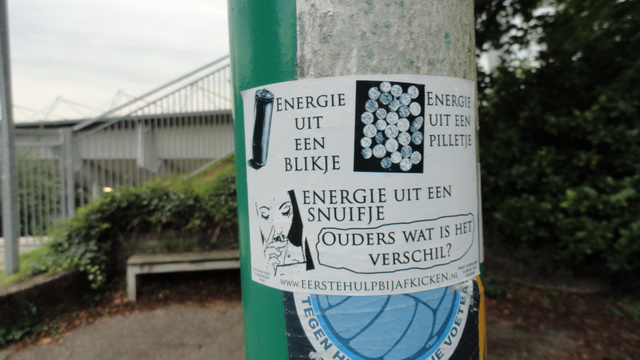 ENERGIE
UIT
EEN
BLIKJE
ENERGIE
UIT EEN
PILLETJE
ENERGIE UIT EEN
SNUIFJE
OUDERS WAT IS HET
VERSCHIL?
WWW.EERSTEHULPBIJAFKICKEN.NL
TEGEN
VOETBA